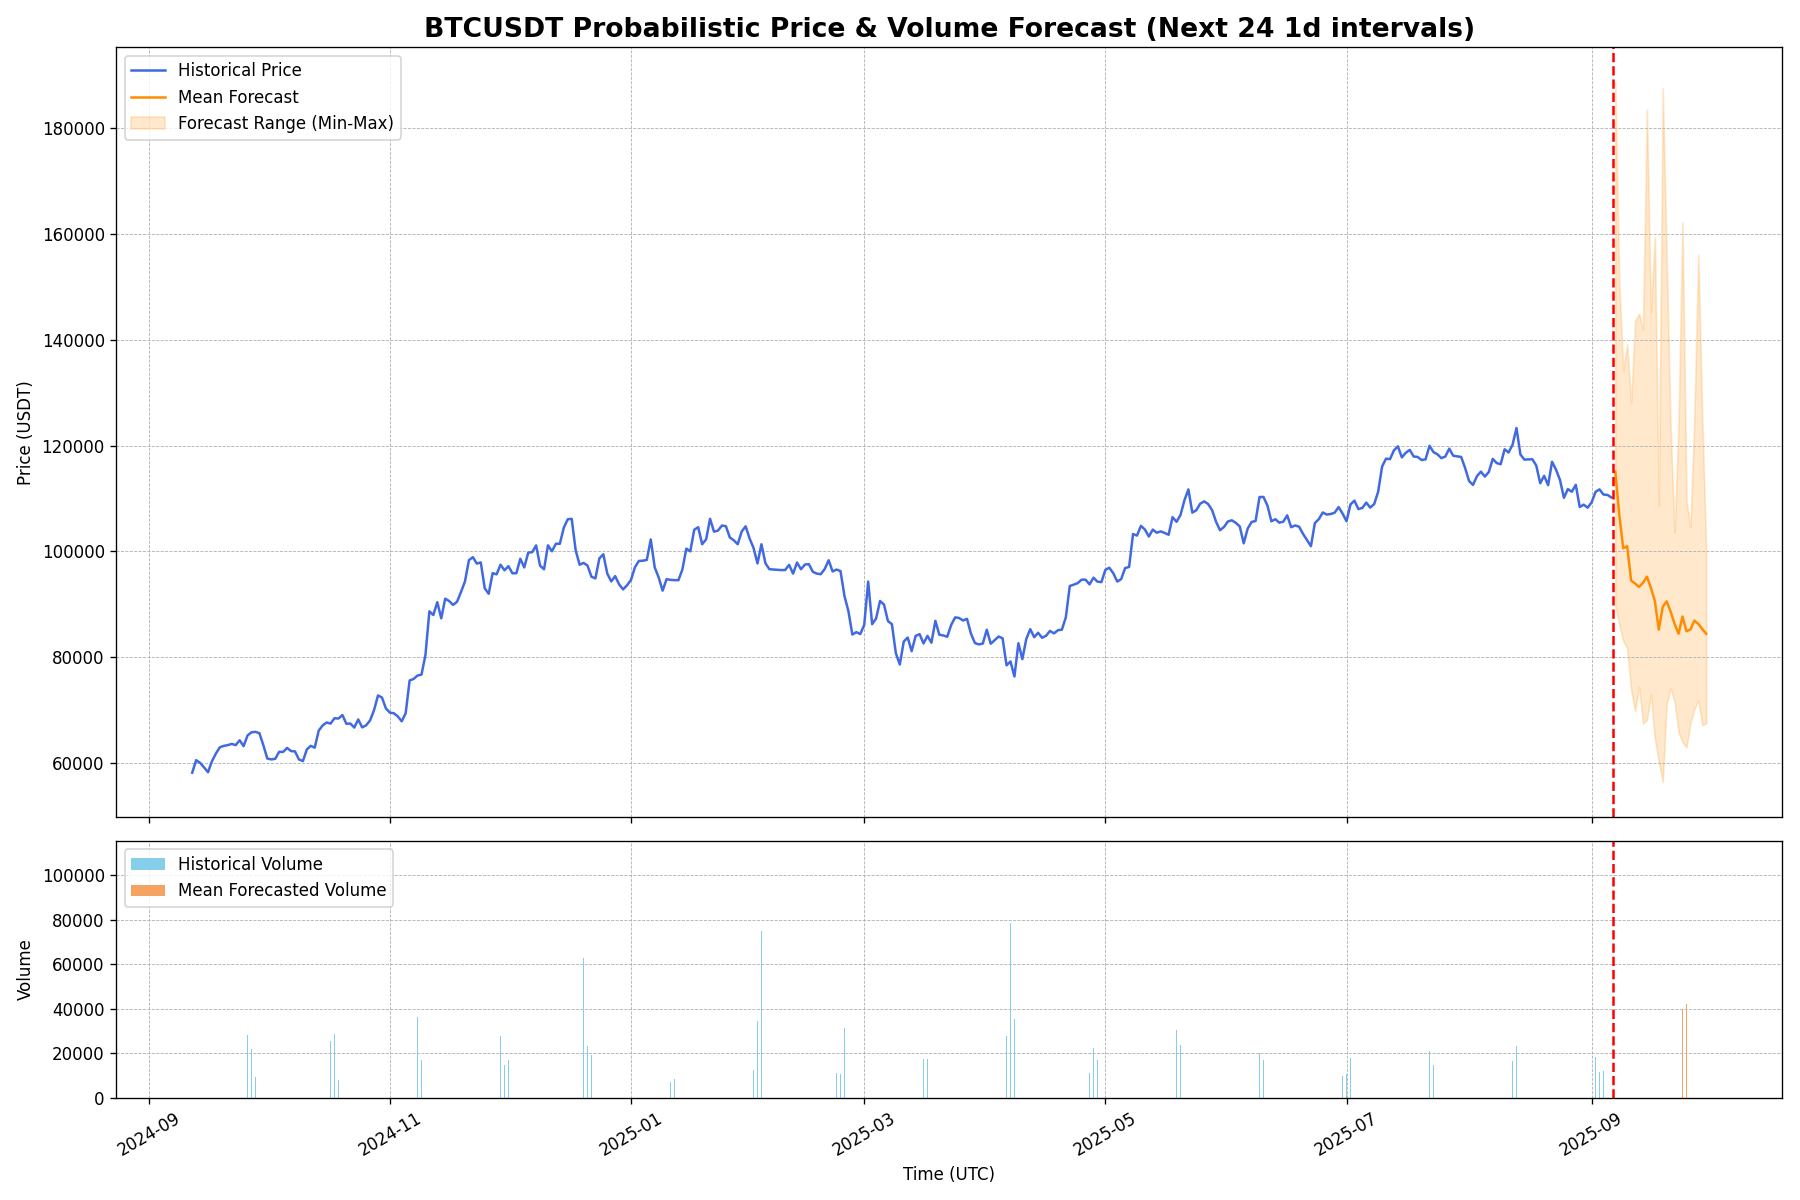 BTCUSDT Probabilistic Price & Volume Forecast (Next 24 1d intervals)
Historical Price
Mean Forecast
Forecast Range (Min-Max)
180000
160000
140000
120000
100000
80000
60000
Price (USDT)
Historical Volume
Mean Forecasted Volume
100000
80000
60000
40000
20000
0
Volume
2024-09
2024-11
2025-01
2025-03
2025-05
2025-07
2025-09
Time (UTC)